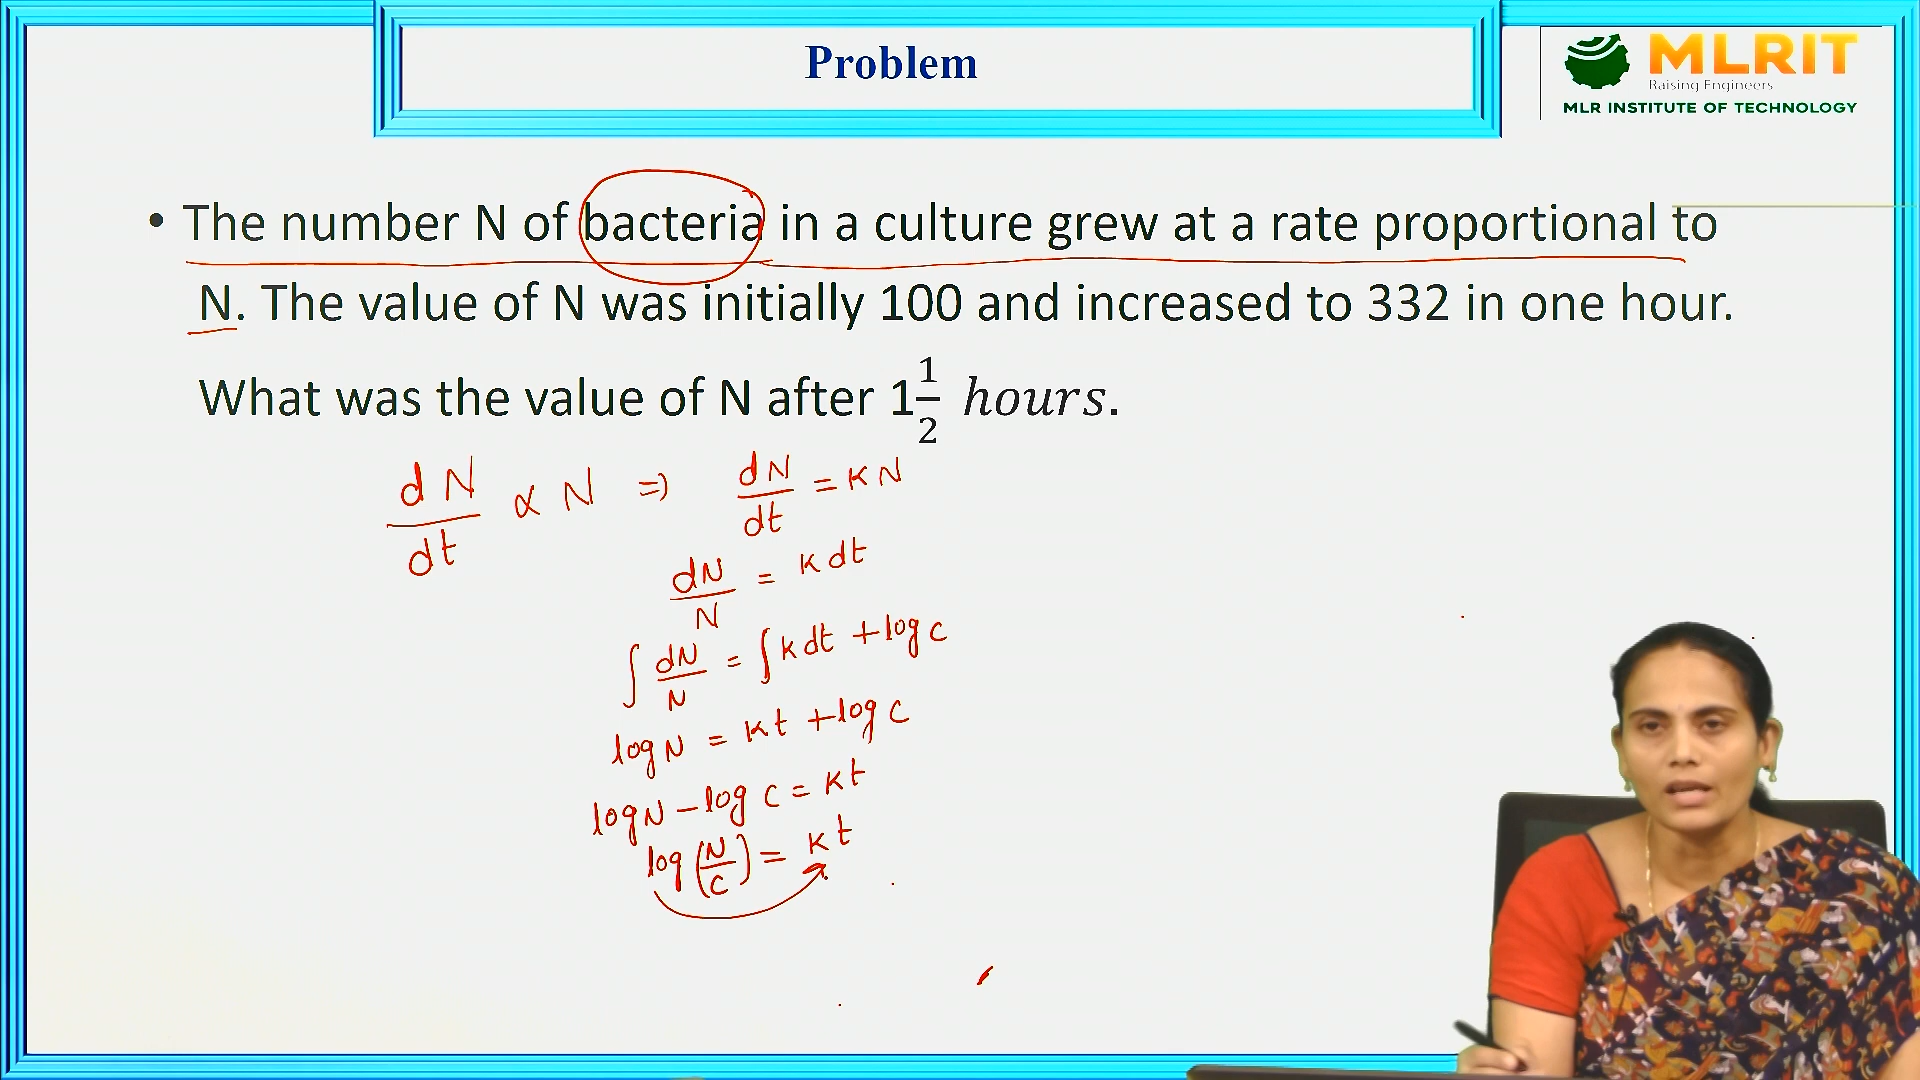 Problem
MLRIT
Raising Engineers
MLR INSTITUTE OF TECHNOLOGY
• The number N of bacteria in a culture grew at a rate proportional to
N. The value of N was initially 100 and increased to 332 in one hour.
What was the value of N after 1 1/2 hours.
dN/dt ∝ N ⇒ dN/dt = KN
dN/N = K dt
∫ dN/N = ∫ K dt + log C
log N = Kt + log C
log N − log C = Kt
log (N/C) = Kt